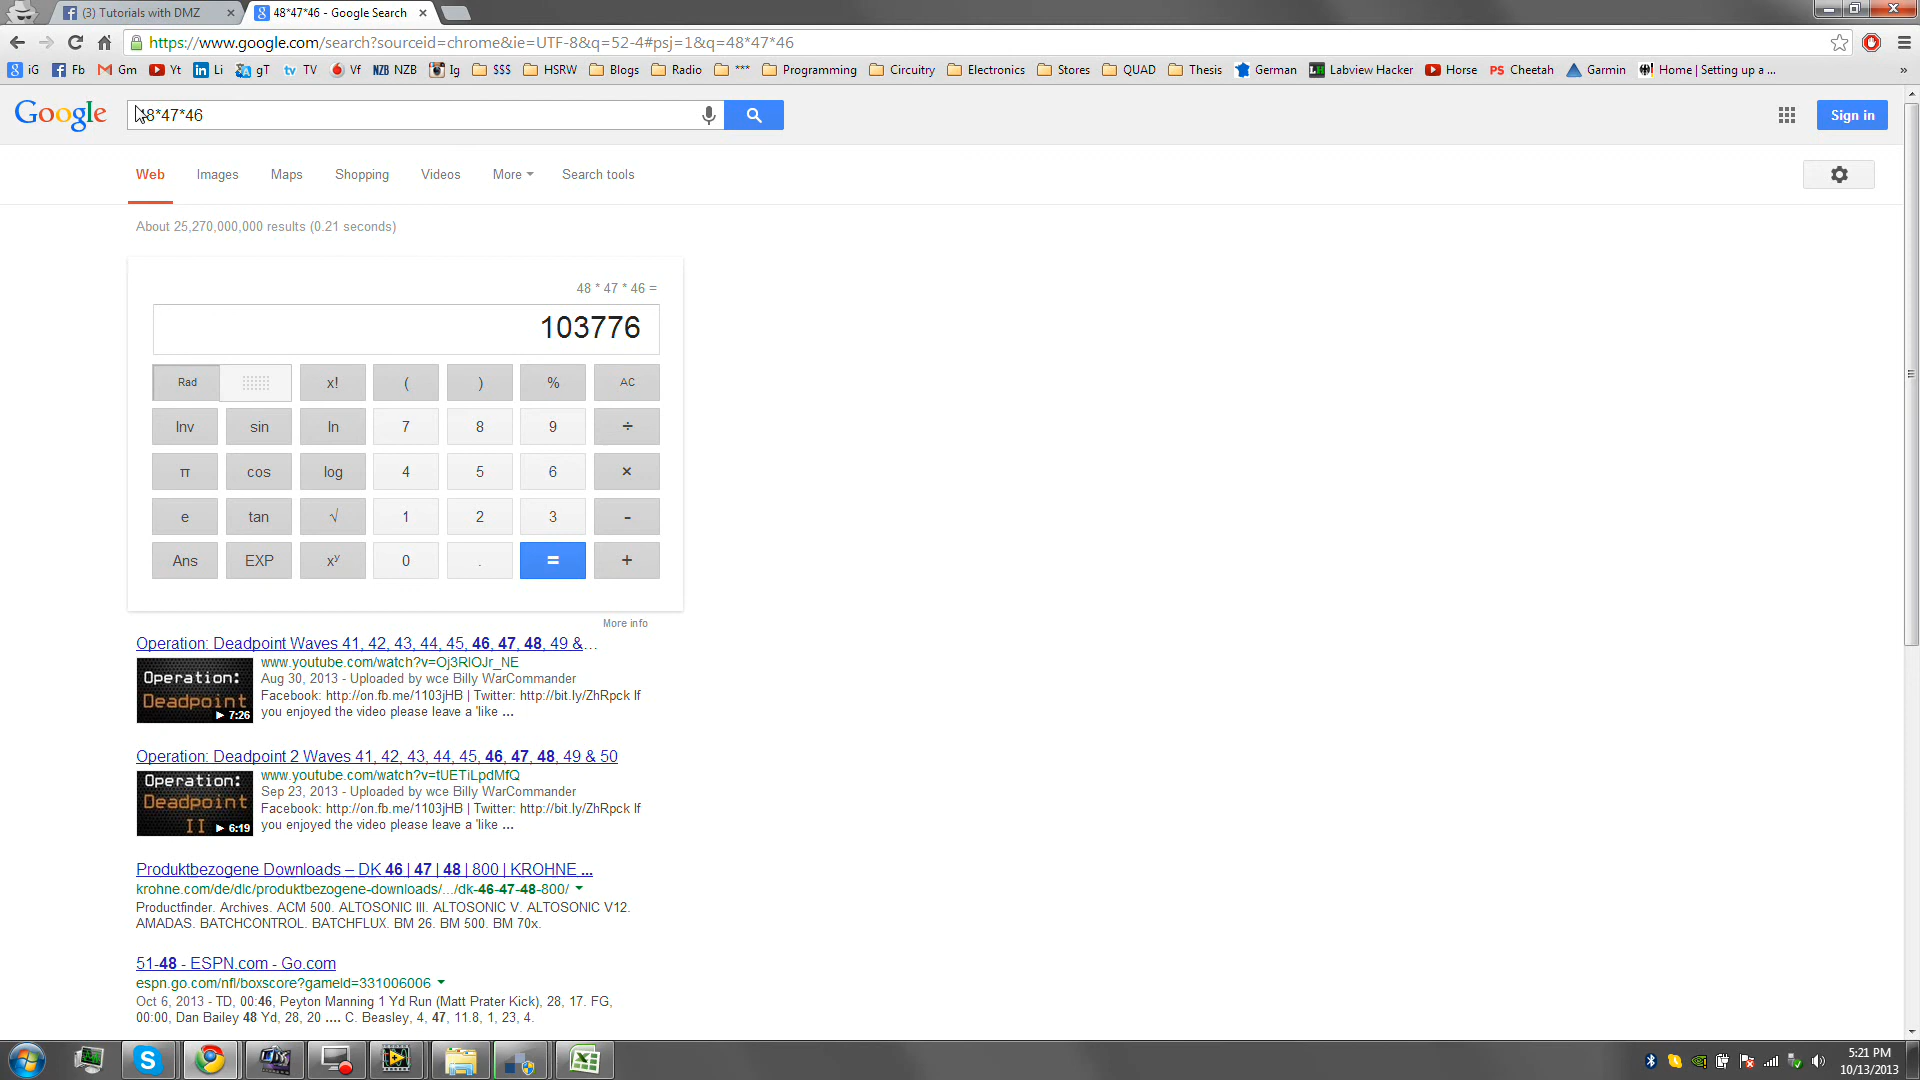 (3) Tutorials with DMZ
48*47*46 - Google Search
https://www.google.com/search?sourceid=chrome&ie=UTF-8&q=52-4#psj=1&q=48*47*46
iG Fb Gm Yt Li gT TV Vf NZB NZB Ig $$$ HSRW Blogs Radio *** Programming Circuitry Electronics Stores QUAD Thesis German Labview Hacker Horse PS Cheetah Garmin Home | Setting up a ... »
Google
48*47*46
Sign in
Web Images Maps Shopping Videos More Search tools
About 25,270,000,000 results (0.21 seconds)
48 * 47 * 46 =
103776
Rad x! ( ) % AC
Inv sin ln 7 8 9 ÷
π cos log 4 5 6 ×
e tan √ 1 2 3 -
Ans EXP xʸ 0 . = +
More info
Operation: Deadpoint Waves 41, 42, 43, 44, 45, 46, 47, 48, 49 &...
Operation:
Deadpoint
7:26
www.youtube.com/watch?v=Oj3RlOJr_NE
Aug 30, 2013 - Uploaded by wce Billy WarCommander
Facebook: http://on.fb.me/1103jHB | Twitter: http://bit.ly/ZhRpck If
you enjoyed the video please leave a 'like ...
Operation: Deadpoint 2 Waves 41, 42, 43, 44, 45, 46, 47, 48, 49 & 50
Operation:
Deadpoint
II 6:19
www.youtube.com/watch?v=tUETiLpdMfQ
Sep 23, 2013 - Uploaded by wce Billy WarCommander
Facebook: http://on.fb.me/1103jHB | Twitter: http://bit.ly/ZhRpck If
you enjoyed the video please leave a 'like ...
Produktbezogene Downloads – DK 46 | 47 | 48 | 800 | KROHNE ...
krohne.com/de/dlc/produktbezogene-downloads/.../dk-46-47-48-800/
Productfinder. Archives. ACM 500. ALTOSONIC III. ALTOSONIC V. ALTOSONIC V12.
AMADAS. BATCHCONTROL. BATCHFLUX. BM 26. BM 500. BM 70x.
51-48 - ESPN.com - Go.com
espn.go.com/nfl/boxscore?gameId=331006006
Oct 6, 2013 - TD, 00:46, Peyton Manning 1 Yd Run (Matt Prater Kick), 28, 17. FG,
00:00, Dan Bailey 48 Yd, 28, 20 .... C. Beasley, 4, 47, 11.8, 1, 23, 4.
5:21 PM
10/13/2013